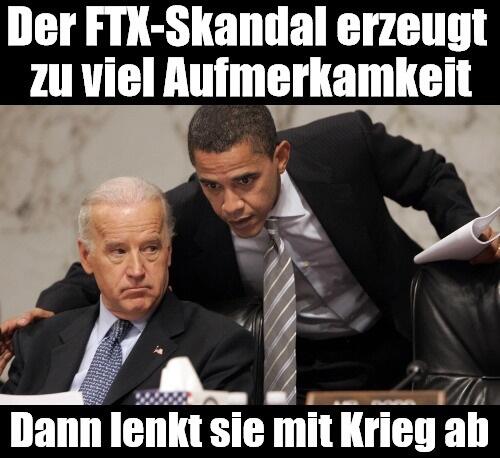 Der FTX-Skandal erzeugt
zu viel Aufmerkamkeit
Dann lenkt sie mit Krieg ab